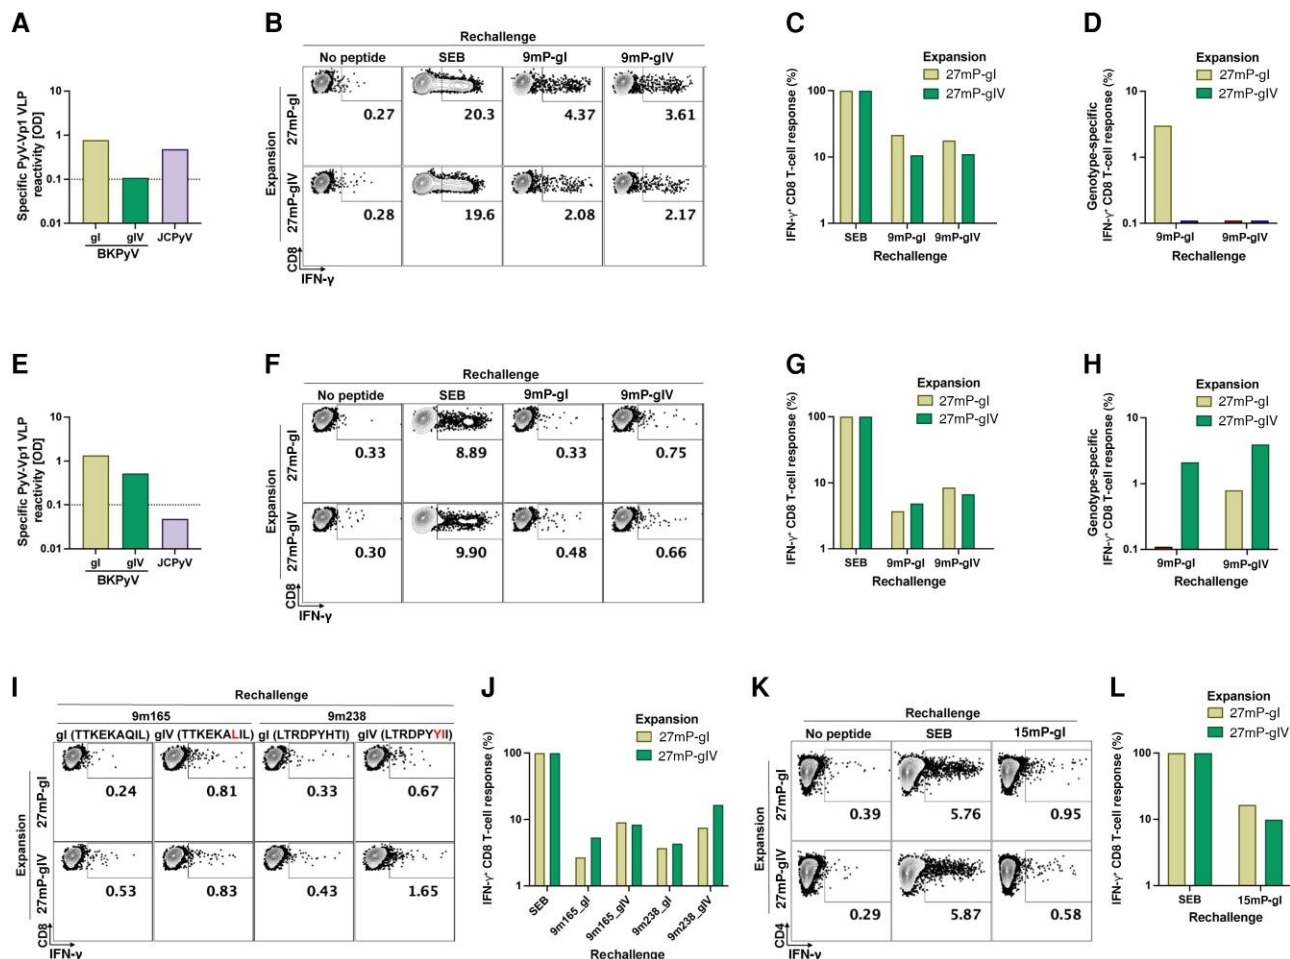 A
Specific PyV-Vp1 VLP
reactivity [OD]
10
1
0.1
0.01
gI
gIV
JCPyV
BKPyV
B
Rechallenge
No peptide
SEB
9mP-gI
9mP-gIV
Expansion
27mP-gI
0.27
20.3
4.37
3.61
27mP-gIV
0.28
19.6
2.08
2.17
CD8
IFN-γ
C
Expansion
27mP-gI
27mP-gIV
IFN-γ⁺ CD8 T-cell response (%)
100
10
1
SEB
9mP-gI
9mP-gIV
Rechallenge
D
Expansion
27mP-gI
27mP-gIV
Genotype-specific
IFN-γ⁺ CD8 T-cell response (%)
10
1
0.1
9mP-gI
9mP-gIV
Rechallenge
E
Specific PyV-Vp1 VLP
reactivity [OD]
10
1
0.1
0.01
gI
gIV
JCPyV
BKPyV
F
Rechallenge
No peptide
SEB
9mP-gI
9mP-gIV
Expansion
27mP-gI
0.33
8.89
0.33
0.75
27mP-gIV
0.30
9.90
0.48
0.66
CD8
IFN-γ
G
Expansion
27mP-gI
27mP-gIV
IFN-γ⁺ CD8 T-cell response (%)
100
10
1
SEB
9mP-gI
9mP-gIV
Rechallenge
H
Expansion
27mP-gI
27mP-gIV
Genotype-specific
IFN-γ⁺ CD8 T-cell response (%)
10
1
0.1
9mP-gI
9mP-gIV
Rechallenge
I
Rechallenge
9m165
9m238
gI (TTKEKAQIL)
gIV (TTKEKALIL)
gI (LTRDPYHTI)
gIV (LTRDPYYII)
Expansion
27mP-gI
0.24
0.81
0.33
0.67
27mP-gIV
0.53
0.83
0.43
1.65
CD8
IFN-γ
J
Expansion
27mP-gI
27mP-gIV
IFN-γ⁺ CD8 T-cell response (%)
100
10
1
SEB
9m165_gI
9m165_gIV
9m238_gI
9m238_gIV
Rechallenge
K
Rechallenge
No peptide
SEB
15mP-gI
Expansion
27mP-gI
0.39
5.76
0.95
27mP-gIV
0.29
5.87
0.58
CD4
IFN-γ
L
Expansion
27mP-gI
27mP-gIV
IFN-γ⁺ CD8 T-cell response (%)
100
10
1
SEB
15mP-gI
Rechallenge